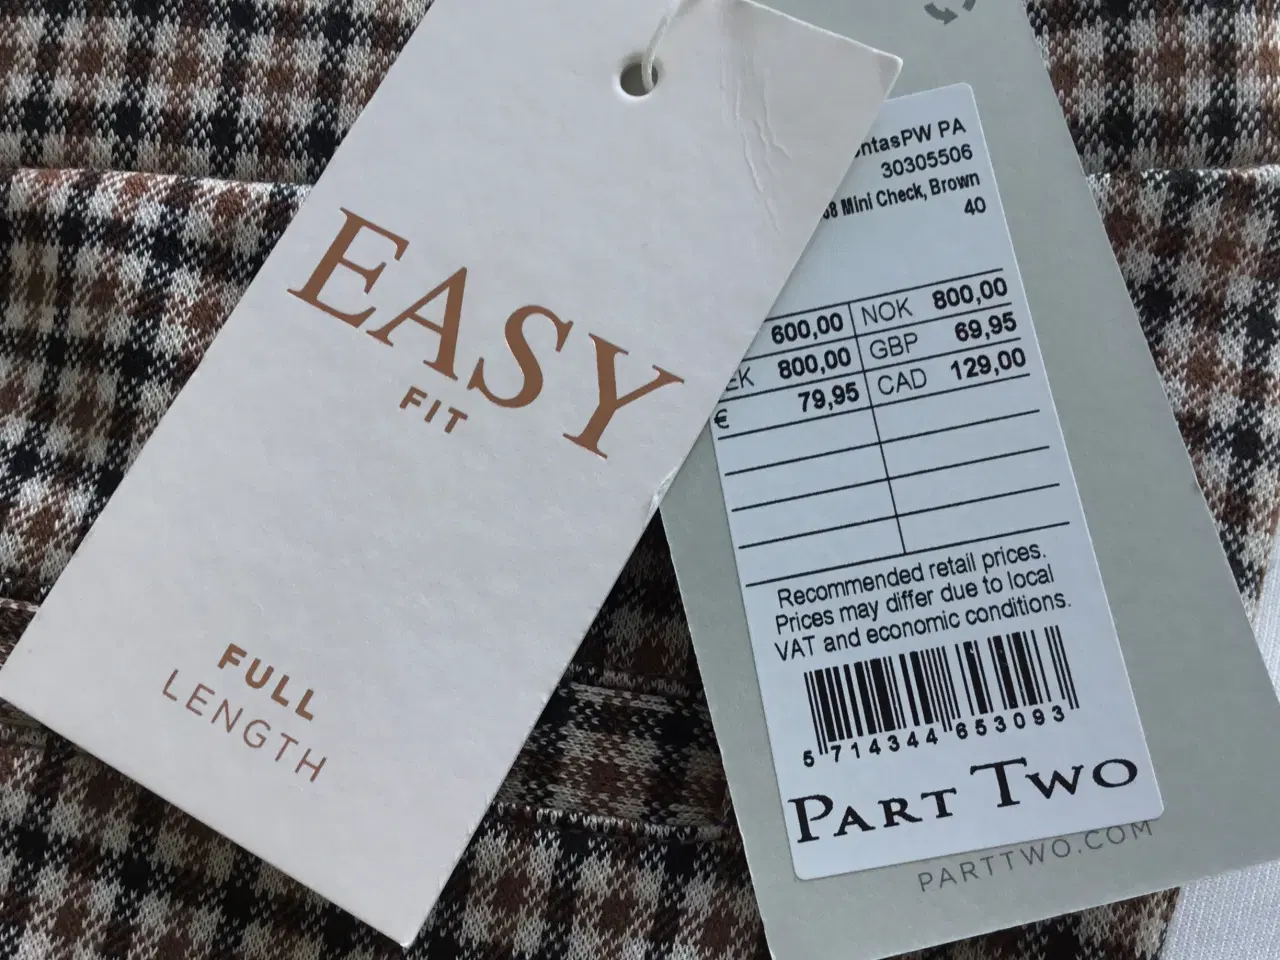 EASY
FIT
FULL
LENGTH
PA
30305506
Mini Check, Brown
40
600,00 NOK 800,00
800,00 GBP 69,95
€ 79,95 CAD 129,00
Recommended retail prices.
Prices may differ due to local
VAT and economic conditions.
5 714344 653093
PART TWO
PARTTWO.COM